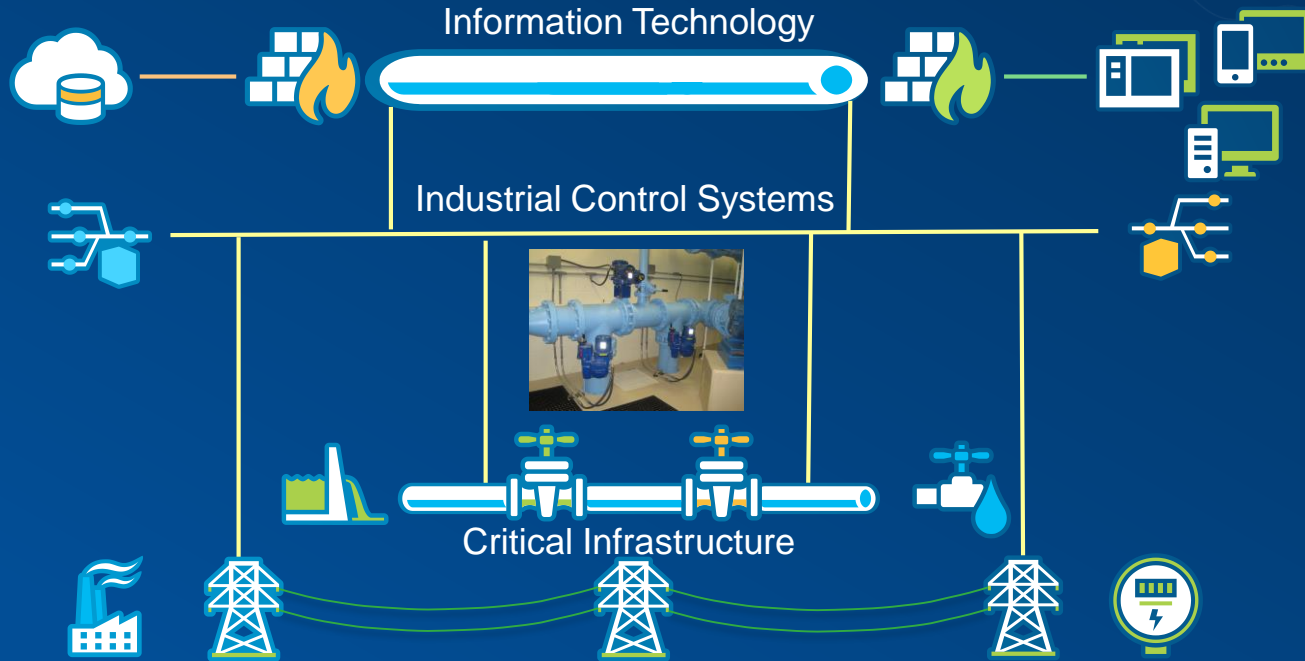 Information Technology
Industrial Control Systems
Critical Infrastructure